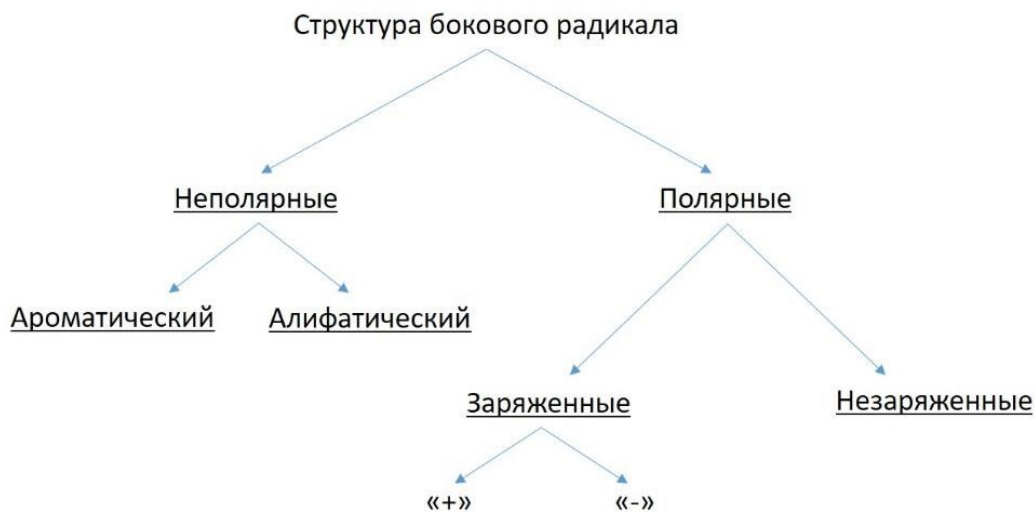 Структура бокового радикала
Неполярные
Полярные
Ароматический
Алифатический
Заряженные
Незаряженные
«+»
«-»